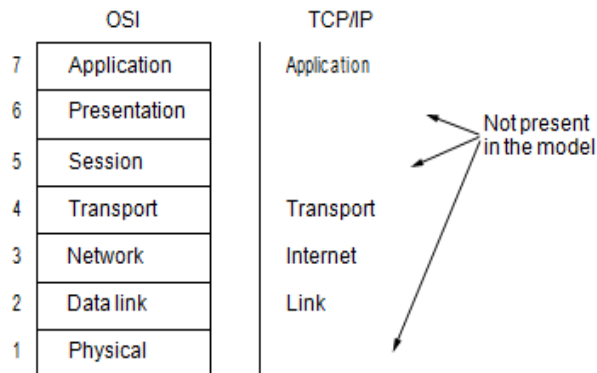 OSI TCP/IP
7 Application Application
6 Presentation
Not present
in the model
5 Session
4 Transport Transport
3 Network Internet
2 Data link Link
1 Physical